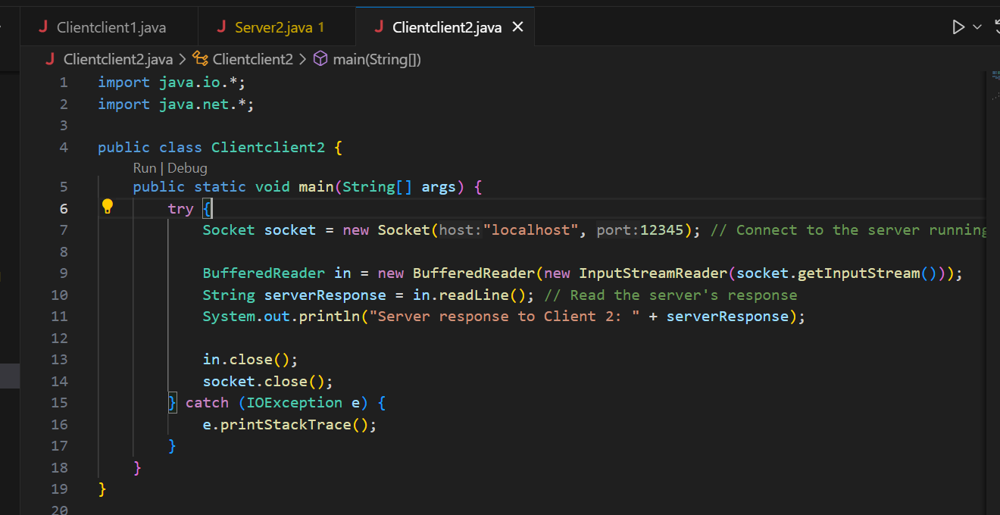 J Clientclient1.java J Server2.java 1 J Clientclient2.java
J Clientclient2.java > Clientclient2 > main(String[])
1 import java.io.*;
2 import java.net.*;
3
4 public class Clientclient2 {
Run | Debug
5 public static void main(String[] args) {
6 try {
7 Socket socket = new Socket(host:"localhost", port:12345); // Connect to the server running
8
9 BufferedReader in = new BufferedReader(new InputStreamReader(socket.getInputStream()));
10 String serverResponse = in.readLine(); // Read the server's response
11 System.out.println("Server response to Client 2: " + serverResponse);
12
13 in.close();
14 socket.close();
15 } catch (IOException e) {
16 e.printStackTrace();
17 }
18 }
19 }
20